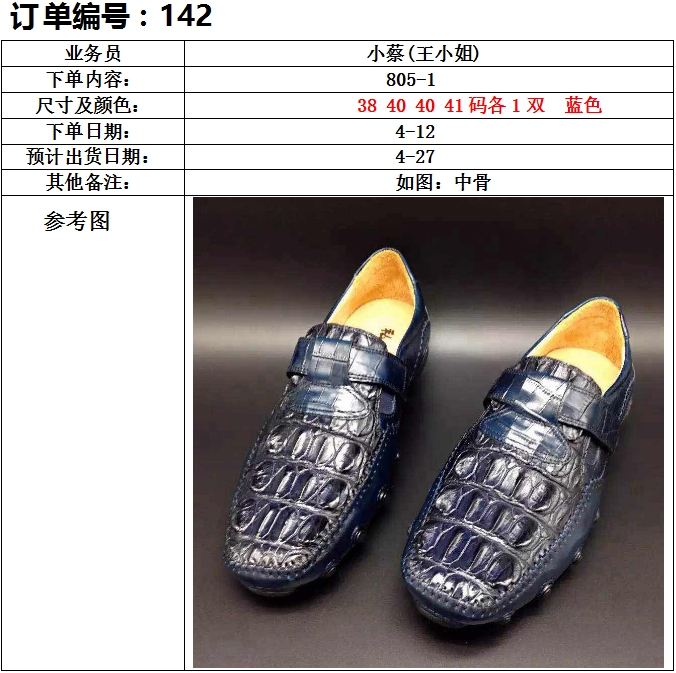 订单编号：142
业务员 小蔡(王小姐)
下单内容： 805-1
尺寸及颜色： 38 40 40 41码各1双 蓝色
下单日期： 4-12
预计出货日期： 4-27
其他备注： 如图：中骨
参考图